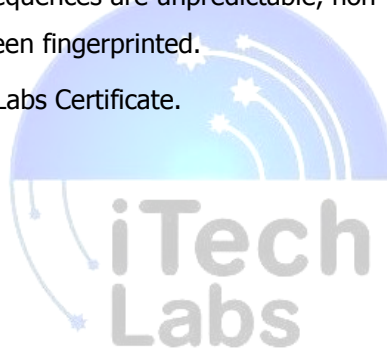 equences are unpredictable, non
een fingerprinted.
Labs Certificate.
iTech
Labs